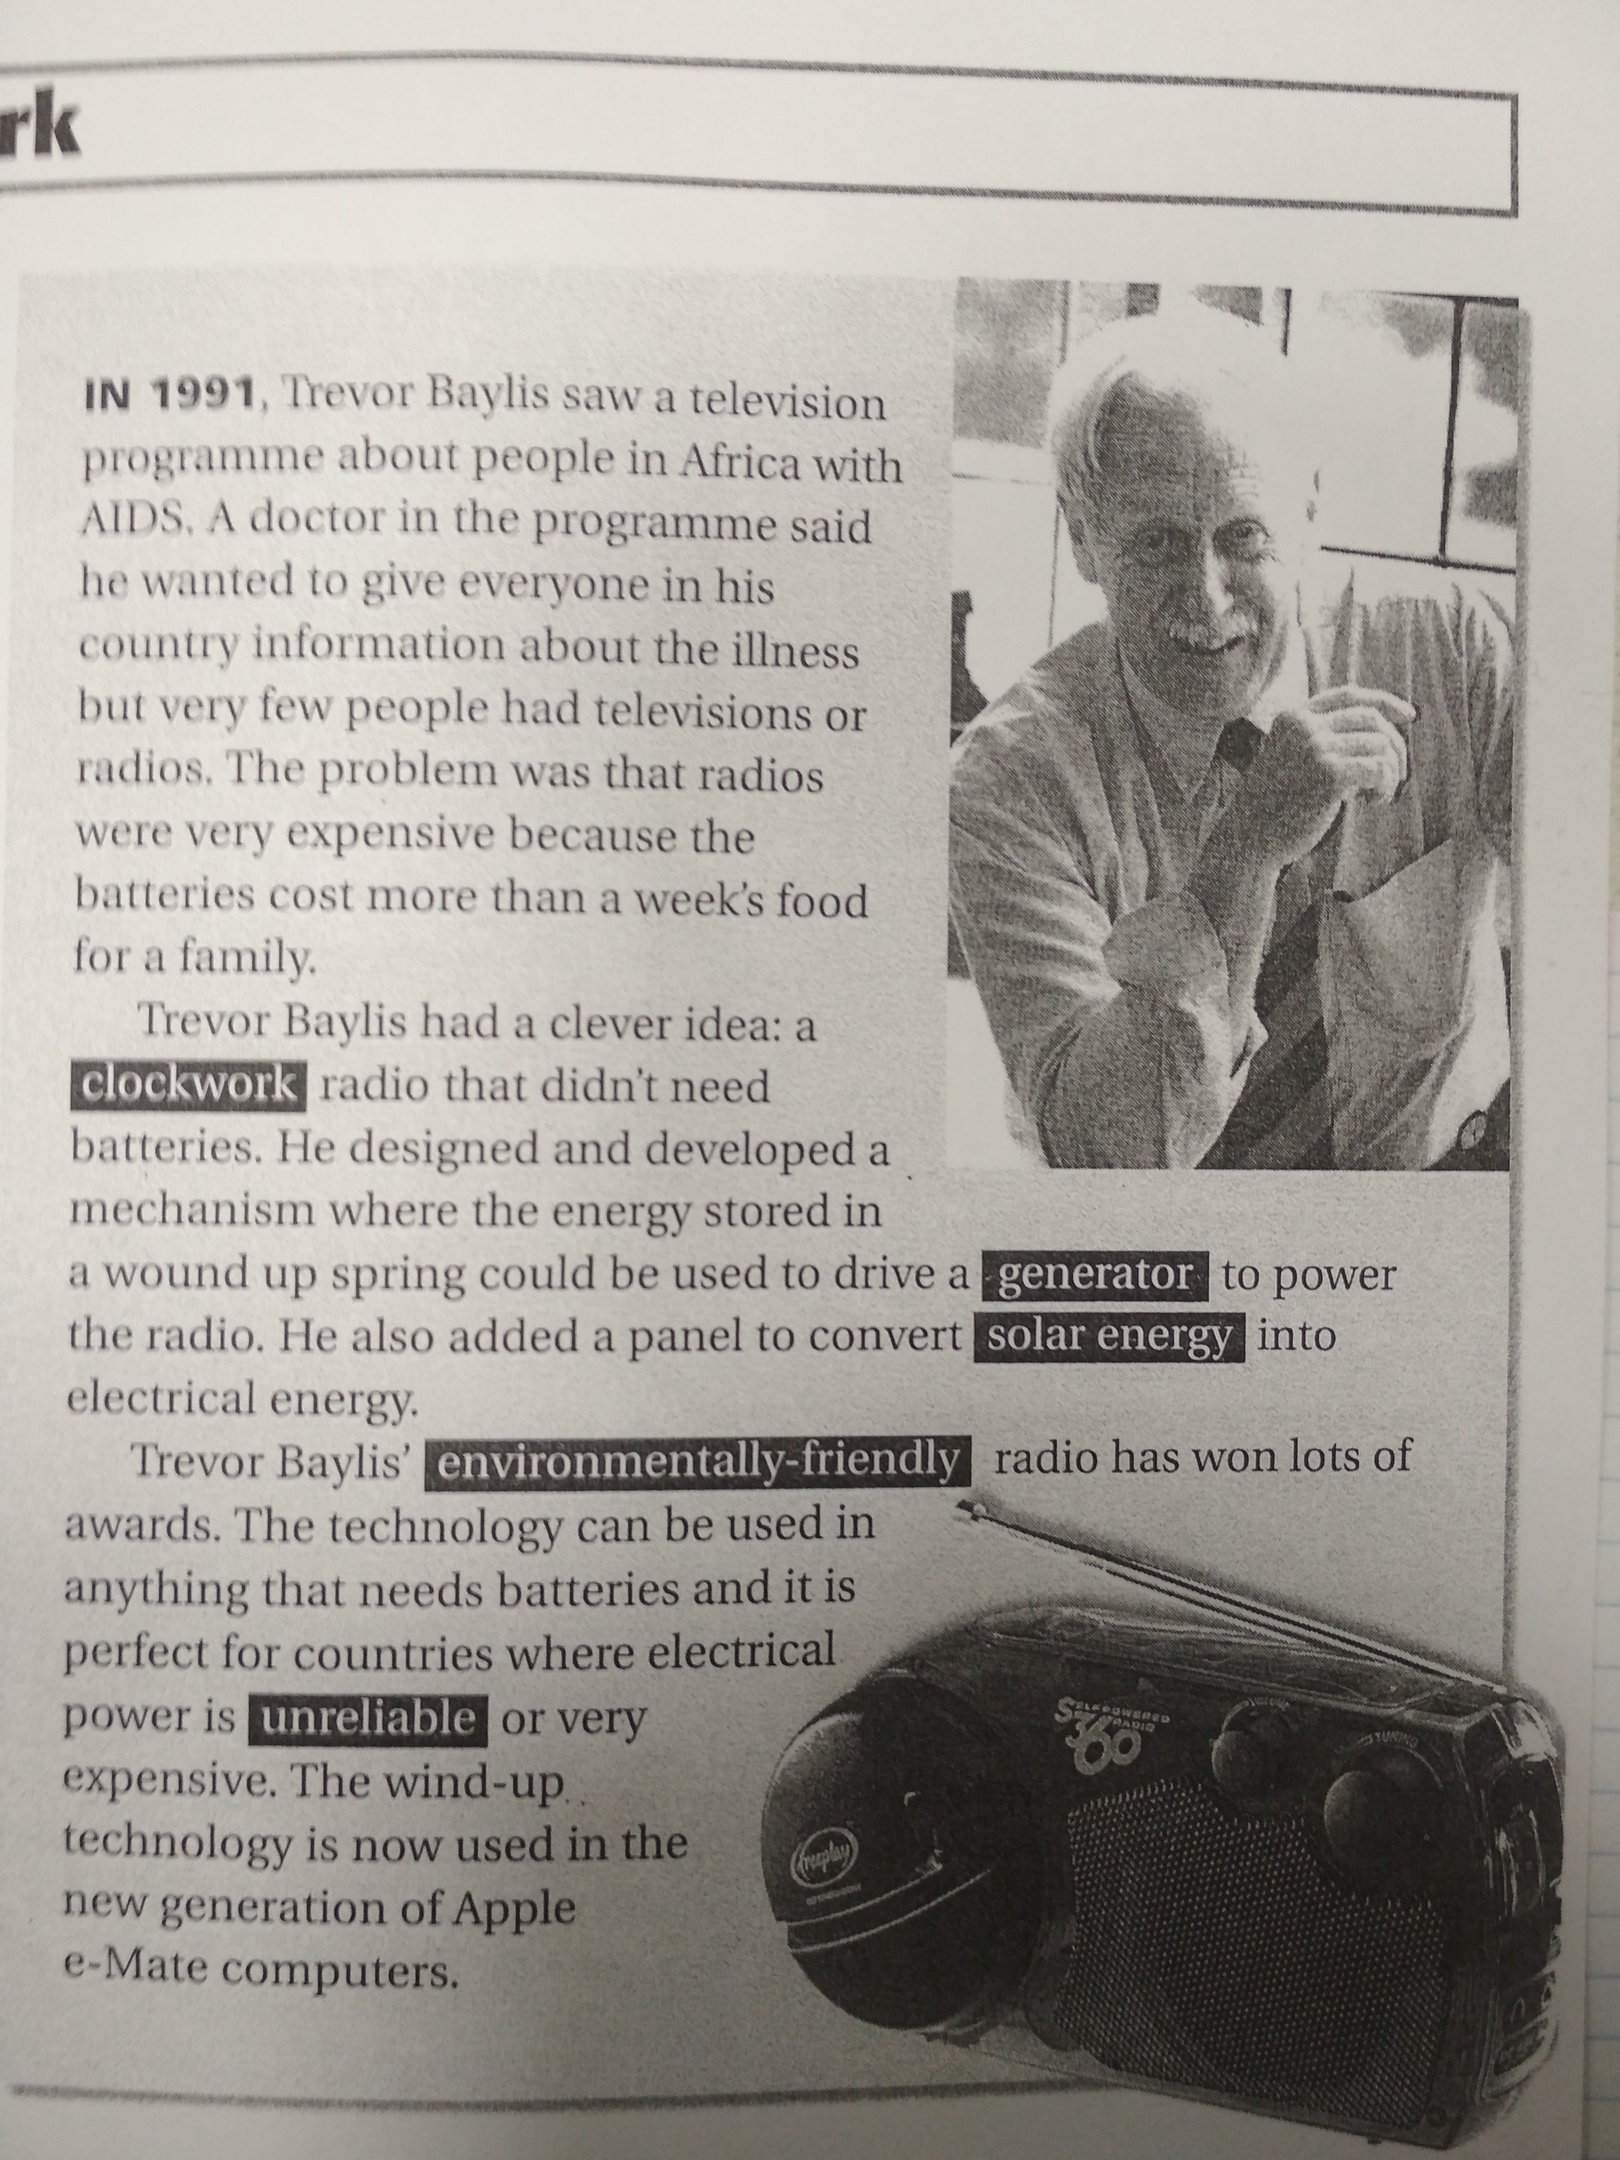 rk
IN 1991, Trevor Baylis saw a television
programme about people in Africa with
AIDS. A doctor in the programme said
he wanted to give everyone in his
country information about the illness
but very few people had televisions or
radios. The problem was that radios
were very expensive because the
batteries cost more than a week's food
for a family.
Trevor Baylis had a clever idea: a
clockwork radio that didn't need
batteries. He designed and developed a
mechanism where the energy stored in
a wound up spring could be used to drive a generator to power
the radio. He also added a panel to convert solar energy into
electrical energy.
Trevor Baylis' environmentally-friendly radio has won lots of
awards. The technology can be used in
anything that needs batteries and it is
perfect for countries where electrical
power is unreliable or very
expensive. The wind-up
technology is now used in the
new generation of Apple
e-Mate computers.
360
TUNING
freeplay